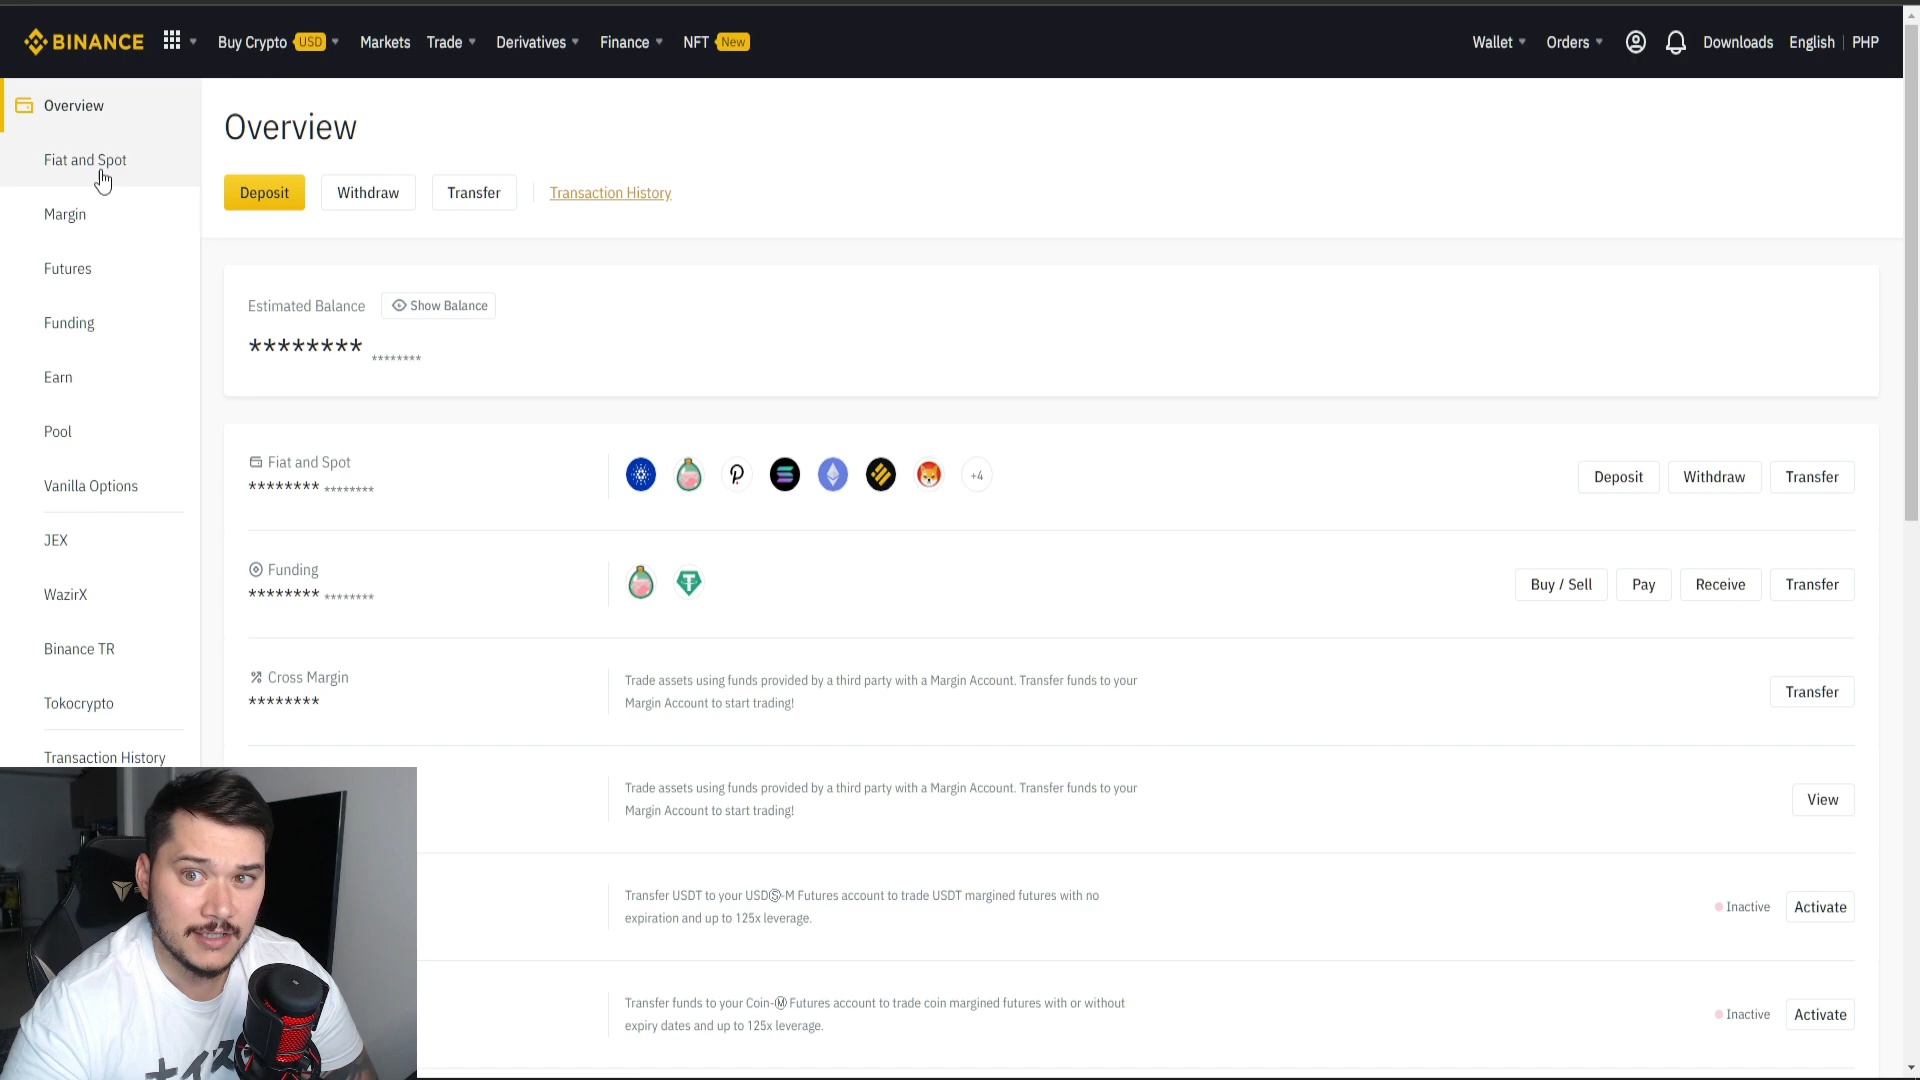 BINANCE
Buy Crypto USD
Markets
Trade
Derivatives
Finance
NFT New
Wallet
Orders
Downloads
English
PHP
Overview
Fiat and Spot
Margin
Futures
Funding
Earn
Pool
Vanilla Options
JEX
WazirX
Binance TR
Tokocrypto
Transaction History
Overview
Deposit
Withdraw
Transfer
Transaction History
Estimated Balance
Show Balance
********
********
Fiat and Spot
******** ********
+4
Deposit
Withdraw
Transfer
Funding
******** ********
Buy / Sell
Pay
Receive
Transfer
Cross Margin
********
Trade assets using funds provided by a third party with a Margin Account. Transfer funds to your
Margin Account to start trading!
Transfer
Trade assets using funds provided by a third party with a Margin Account. Transfer funds to your
Margin Account to start trading!
View
Transfer USDT to your USDⓈ-M Futures account to trade USDT margined futures with no
expiration and up to 125x leverage.
Inactive
Activate
Transfer funds to your Coin-Ⓜ Futures account to trade coin margined futures with or without
expiry dates and up to 125x leverage.
Inactive
Activate